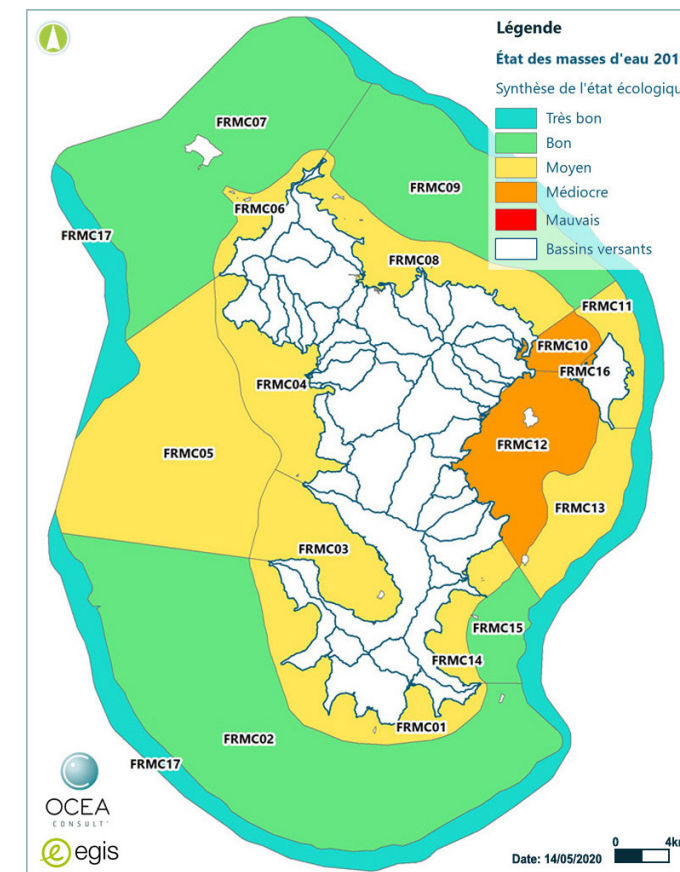 Légende
État des masses d'eau 201
Synthèse de l'état écologiqu
Très bon
Bon
Moyen
Médiocre
Mauvais
Bassins versants
FRMC07
FRMC09
FRMC06
FRMC17
FRMC08
FRMC11
FRMC10
FRMC16
FRMC04
FRMC12
FRMC05
FRMC13
FRMC03
FRMC15
FRMC14
FRMC01
FRMC02
FRMC17
OCEA
CONSULT'
egis
Date: 14/05/2020
0 4k